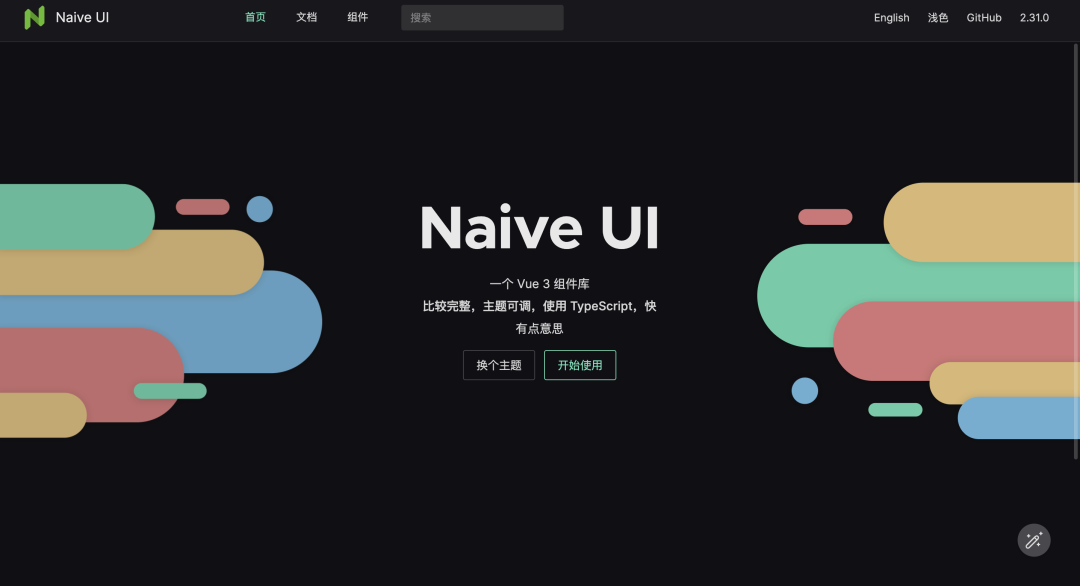 Naive UI
首页
文档
组件
搜索
English
浅色
GitHub
2.31.0
Naive UI
一个 Vue 3 组件库
比较完整，主题可调，使用 TypeScript，快
有点意思
换个主题
开始使用